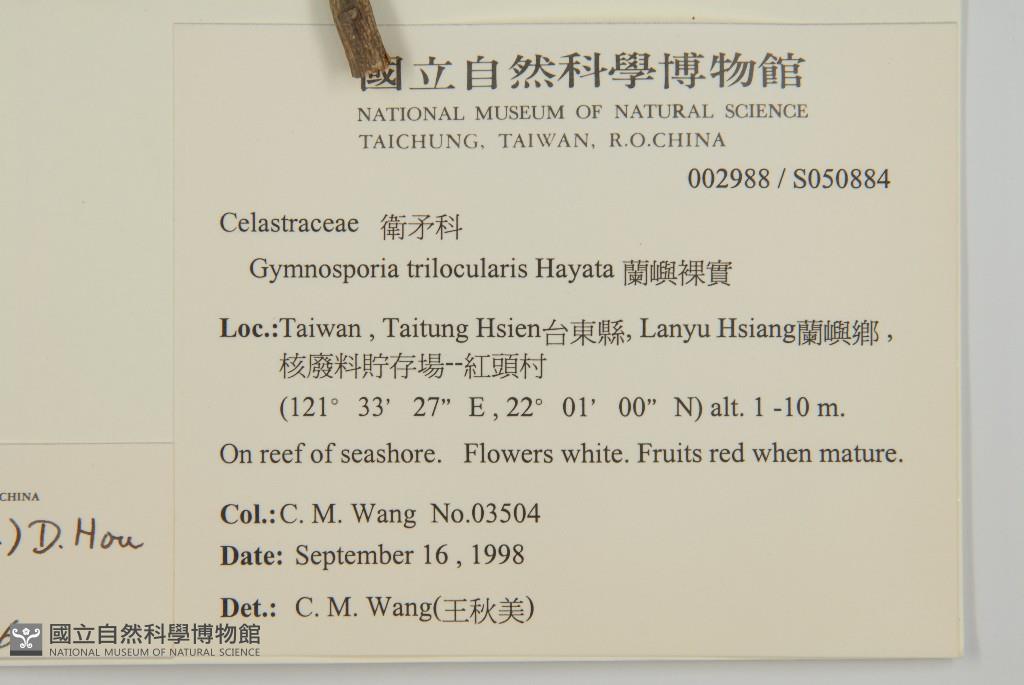 國立自然科學博物館
NATIONAL MUSEUM OF NATURAL SCIENCE
TAICHUNG, TAIWAN, R.O.CHINA
002988 / S050884
Celastraceae 衛矛科
Gymnosporia trilocularis Hayata 蘭嶼裸實
Loc.:Taiwan , Taitung Hsien台東縣, Lanyu Hsiang蘭嶼鄉 ,
核廢料貯存場--紅頭村
(121° 33’ 27” E , 22° 01’ 00” N) alt. 1 -10 m.
On reef of seashore. Flowers white. Fruits red when mature.
Col.: C. M. Wang No.03504
Date: September 16 , 1998
Det.: C. M. Wang(王秋美)
CHINA
.) D. Hou
國立自然科學博物館
NATIONAL MUSEUM OF NATURAL SCIENCE